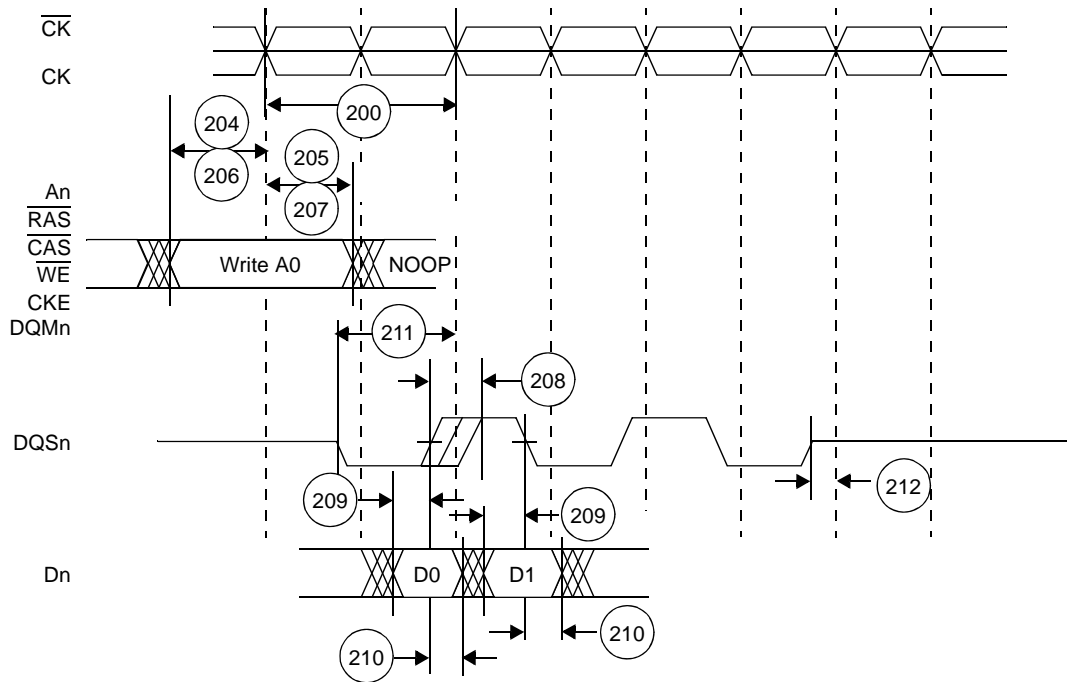 CK
CK
200
204
206
205
207
An
RAS
CAS
WE
CKE
DQMn
Write A0
NOOP
211
208
DQSn
209
209
212
Dn
D0
D1
210
210